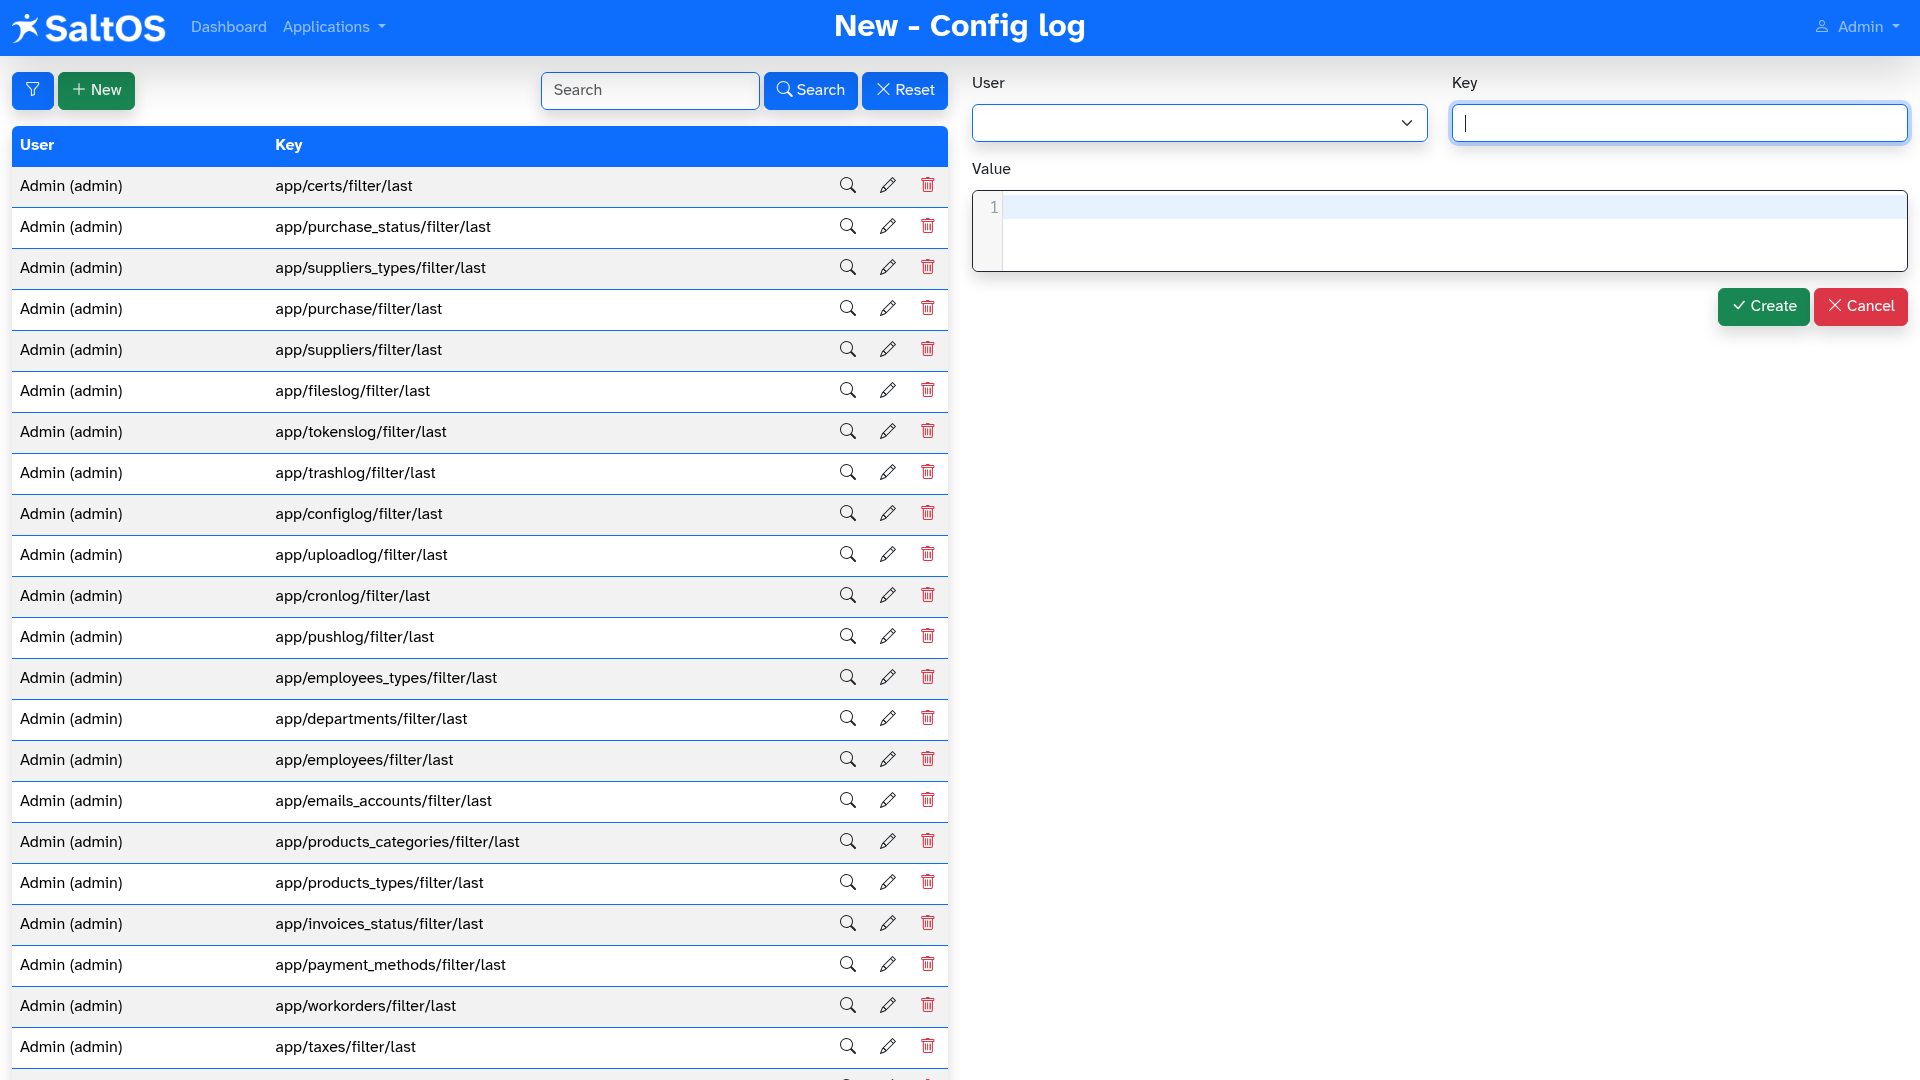 SaltOS Dashboard Applications New - Config log Admin
New Search Search Reset
User Key
Admin (admin) app/certs/filter/last
Admin (admin) app/purchase_status/filter/last
Admin (admin) app/suppliers_types/filter/last
Admin (admin) app/purchase/filter/last
Admin (admin) app/suppliers/filter/last
Admin (admin) app/fileslog/filter/last
Admin (admin) app/tokenslog/filter/last
Admin (admin) app/trashlog/filter/last
Admin (admin) app/configlog/filter/last
Admin (admin) app/uploadlog/filter/last
Admin (admin) app/cronlog/filter/last
Admin (admin) app/pushlog/filter/last
Admin (admin) app/employees_types/filter/last
Admin (admin) app/departments/filter/last
Admin (admin) app/employees/filter/last
Admin (admin) app/emails_accounts/filter/last
Admin (admin) app/products_categories/filter/last
Admin (admin) app/products_types/filter/last
Admin (admin) app/invoices_status/filter/last
Admin (admin) app/payment_methods/filter/last
Admin (admin) app/workorders/filter/last
Admin (admin) app/taxes/filter/last
User Key
Value
1
Create Cancel